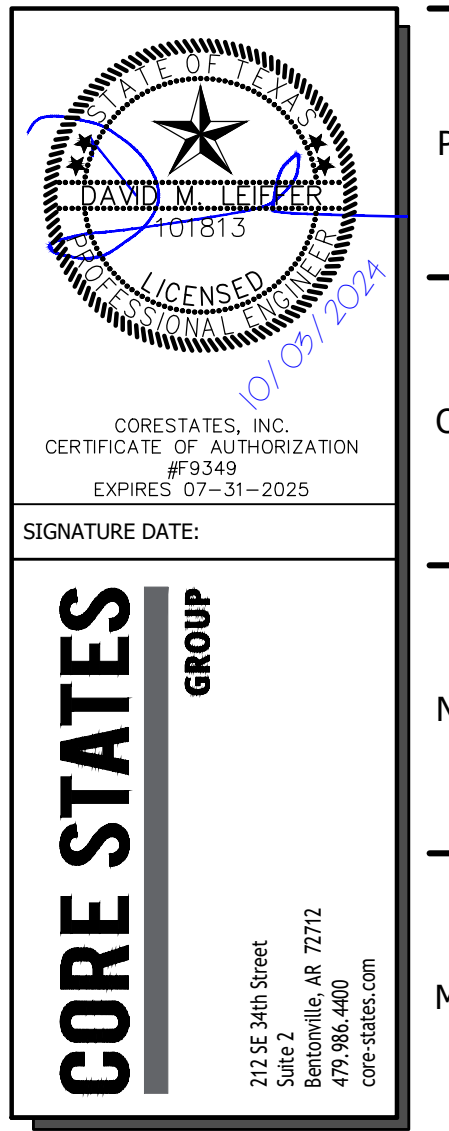 STATE OF TEXAS
DAVID M. LEIFFER
101813
LICENSED
PROFESSIONAL ENGINEER
10/03/2024
CORESTATES, INC.
CERTIFICATE OF AUTHORIZATION
#F9349
EXPIRES 07-31-2025
SIGNATURE DATE:
CORE STATES
GROUP
212 SE 34th Street
Suite 2
Bentonville, AR 72712
479.986.4400
core-states.com